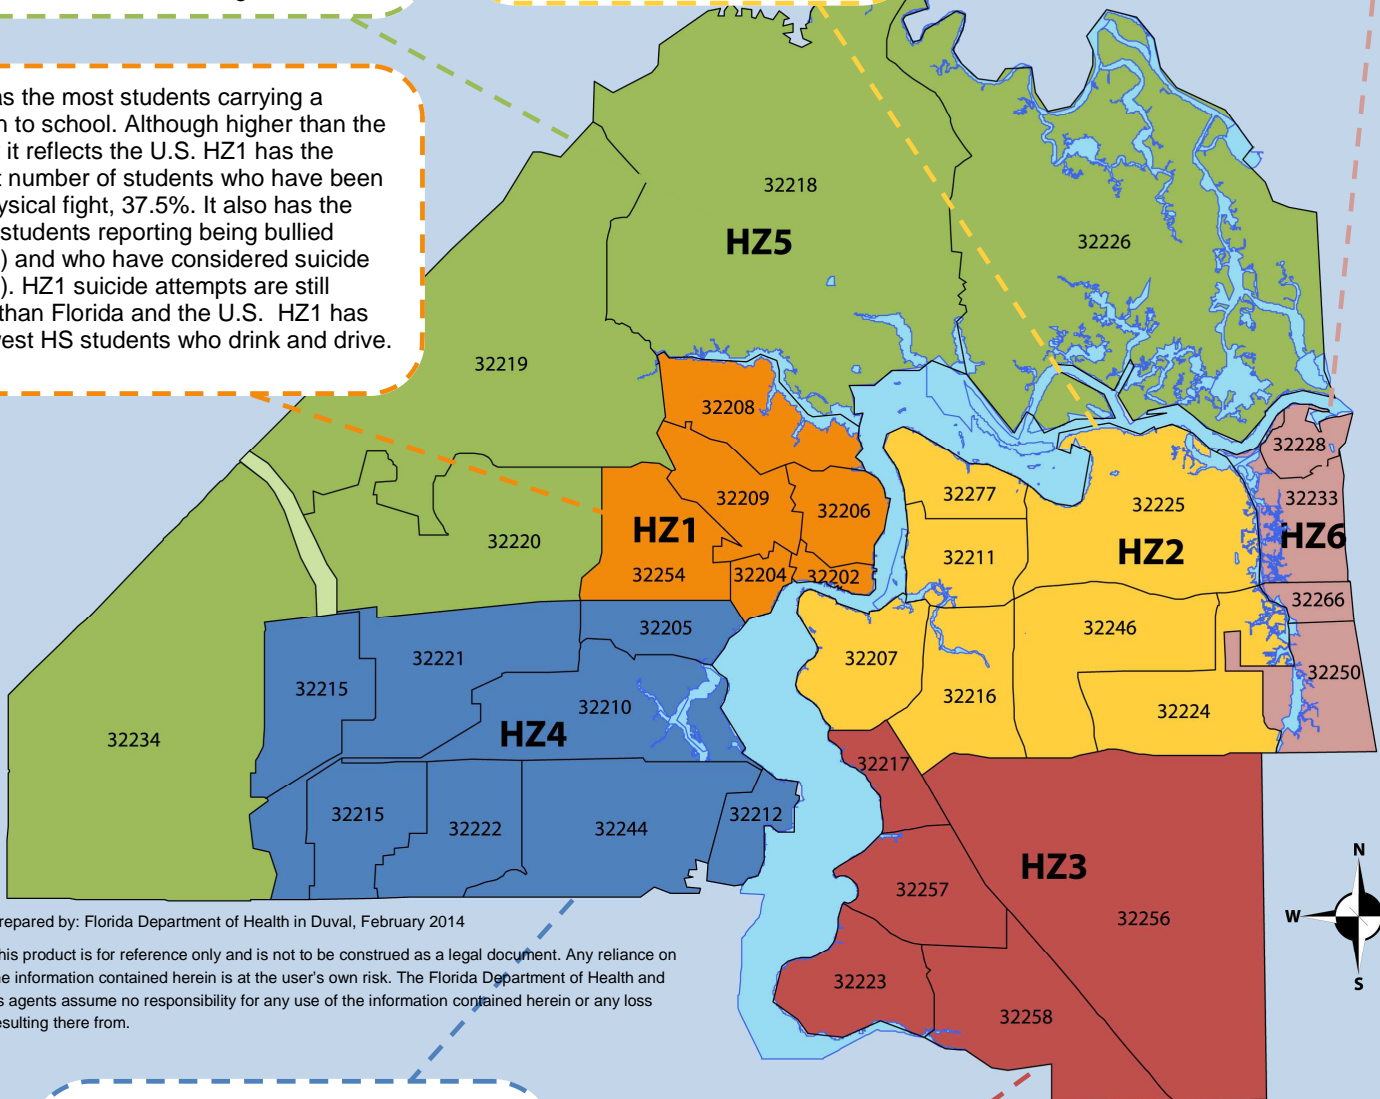 as the most students carrying a
n to school. Although higher than the
it reflects the U.S. HZ1 has the
t number of students who have been
ysical fight, 37.5%. It also has the
students reporting being bullied
) and who have considered suicide
). HZ1 suicide attempts are still
than Florida and the U.S. HZ1 has
vest HS students who drink and drive.
32218
HZ5
32226
32219
32208
32228
32209
32206
32277
32225
32233
HZ1
HZ2
HZ6
32220
32211
32254
32204
32202
32266
32205
32246
32221
32207
32250
32215
32216
32210
32224
HZ4
32234
32217
32215
32222
32244
32212
HZ3
32257
32256
32223
32258
N
W
S
repared by: Florida Department of Health in Duval, February 2014
his product is for reference only and is not to be construed as a legal document. Any reliance on
he information contained herein is at the user's own risk. The Florida Department of Health and
s agents assume no responsibility for any use of the information contained herein or any loss
esulting there from.